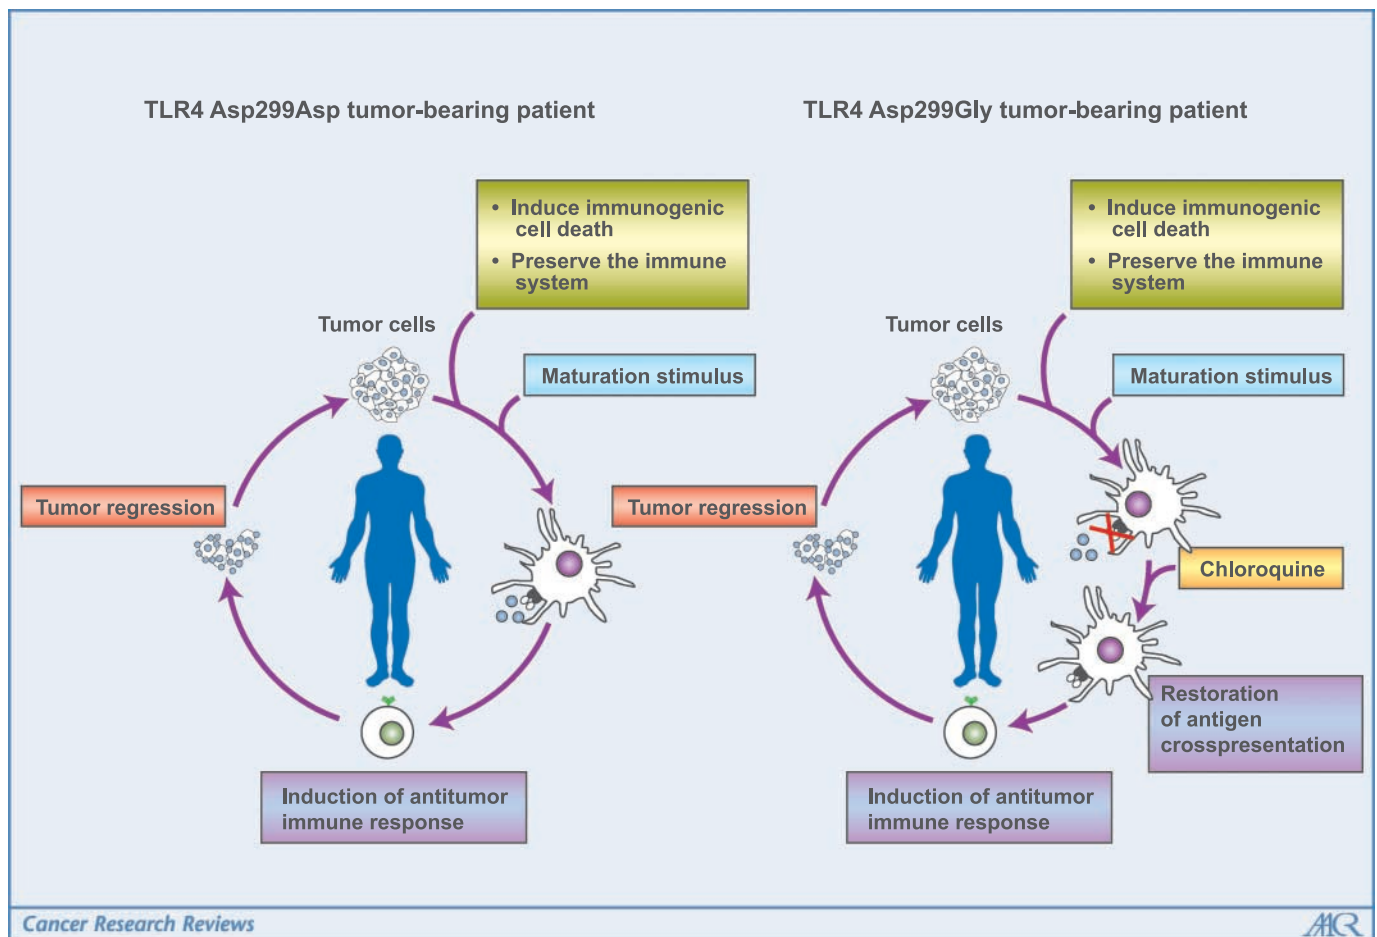 TLR4 Asp299Asp tumor-bearing patient
• Induce immunogenic
cell death
• Preserve the immune
system
Tumor cells
Maturation stimulus
Tumor regression
Induction of antitumor
immune response
TLR4 Asp299Gly tumor-bearing patient
• Induce immunogenic
cell death
• Preserve the immune
system
Tumor cells
Maturation stimulus
Tumor regression
Chloroquine
Restoration
of antigen
crosspresentation
Induction of antitumor
immune response
Cancer Research Reviews
AACR